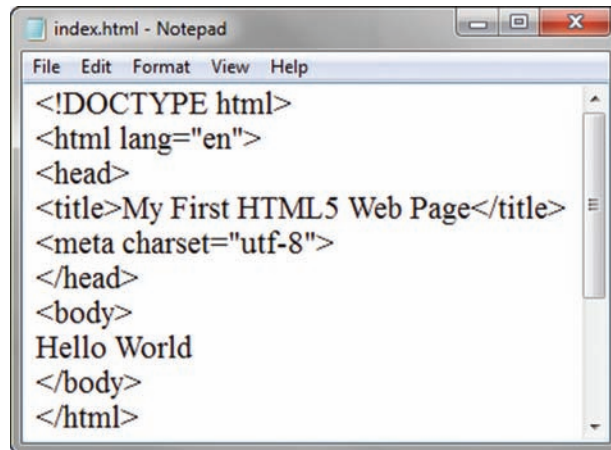 index.html - Notepad
File Edit Format View Help
<!DOCTYPE html>
<html lang="en">
<head>
<title>My First HTML5 Web Page</title>
<meta charset="utf-8">
</head>
<body>
Hello World
</body>
</html>